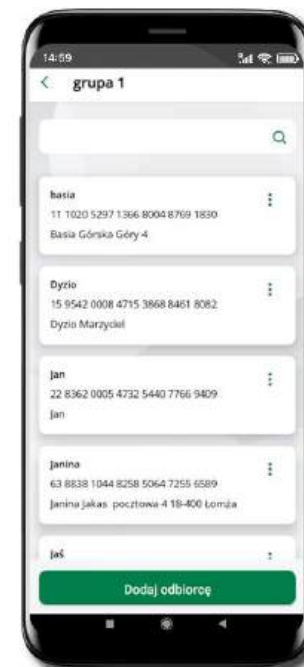 14:59
grupa 1
basia
11 1020 5297 1366 8004 8769 1830
Basia Górska Góry 4
Dyzio
15 9542 0008 4715 3868 8461 8082
Dyzio Marzyciel
Jan
22 8362 0005 4732 5440 7766 9409
Jan
Janina
63 8838 1044 8258 5064 7255 6589
Janina Jakas pocztowa 4 18-400 Łomża
Jaś
Dodaj odbiorcę